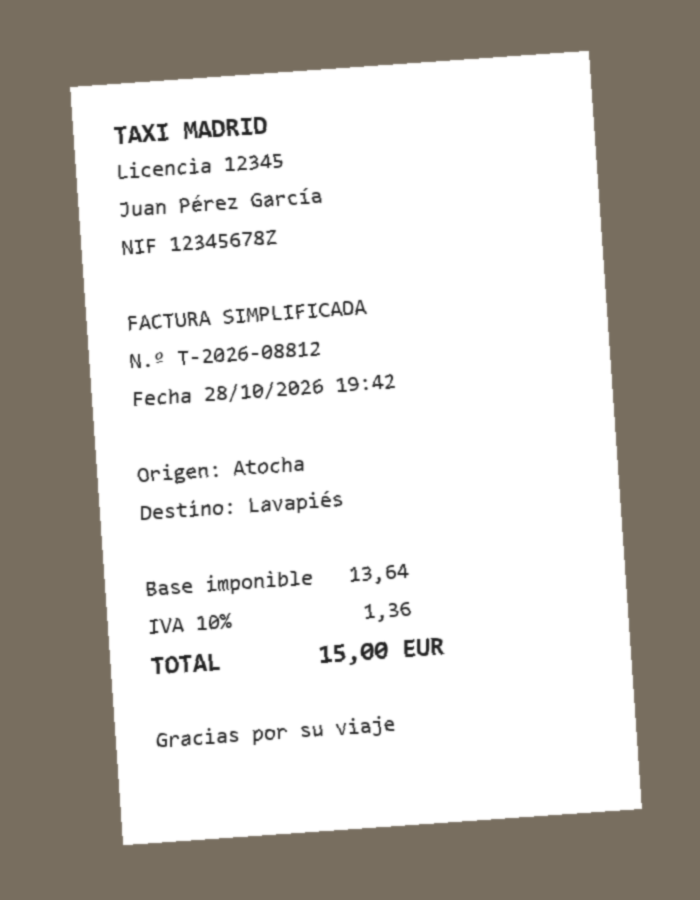 TAXI MADRID
Licencia 12345
Juan Pérez García
NIF 12345678Z
FACTURA SIMPLIFICADA
N.º T-2026-08812
Fecha 28/10/2026 19:42
Origen: Atocha
Destino: Lavapiés
Base imponible 13,64
IVA 10% 1,36
TOTAL 15,00 EUR
Gracias por su viaje